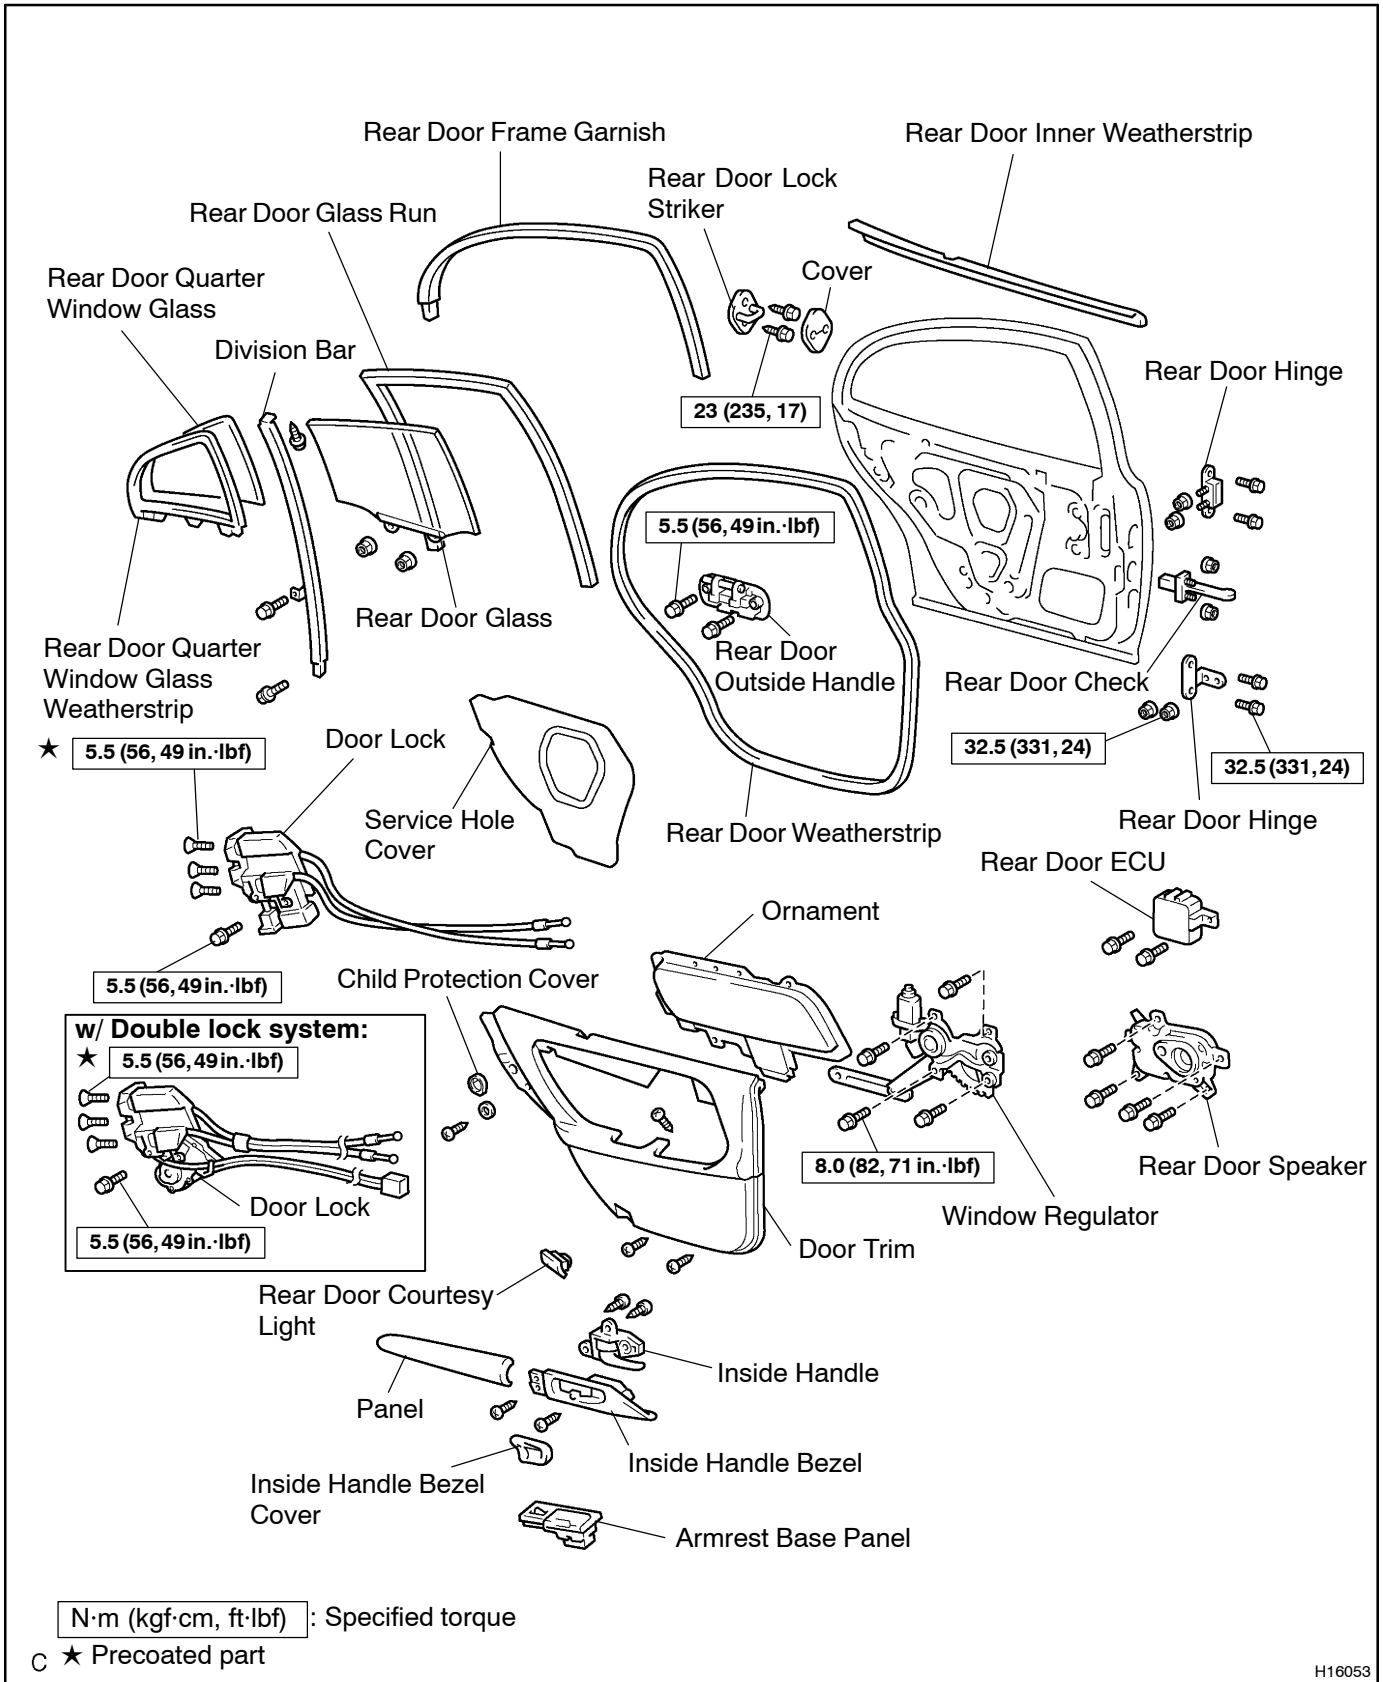 Rear Door Frame Garnish
Rear Door Inner Weatherstrip
Rear Door Lock
Striker
Rear Door Glass Run
Cover
Rear Door Quarter
Window Glass
Division Bar
Rear Door Hinge
23 (235, 17)
5.5 (56, 49 in.·lbf)
Rear Door Glass
Rear Door Quarter
Window Glass
Weatherstrip
Rear Door
Outside Handle
Rear Door Check
★ 5.5 (56, 49 in.·lbf)
Door Lock
32.5 (331, 24)
32.5 (331, 24)
Service Hole
Cover
Rear Door Weatherstrip
Rear Door Hinge
Rear Door ECU
Ornament
5.5 (56, 49 in.·lbf)
Child Protection Cover
w/ Double lock system:
★ 5.5 (56, 49 in.·lbf)
Door Lock
5.5 (56, 49 in.·lbf)
8.0 (82, 71 in.·lbf)
Rear Door Speaker
Window Regulator
Door Trim
Rear Door Courtesy
Light
Inside Handle
Panel
Inside Handle Bezel
Inside Handle Bezel
Cover
Armrest Base Panel
N·m (kgf·cm, ft·lbf) : Specified torque
C ★ Precoated part
H16053